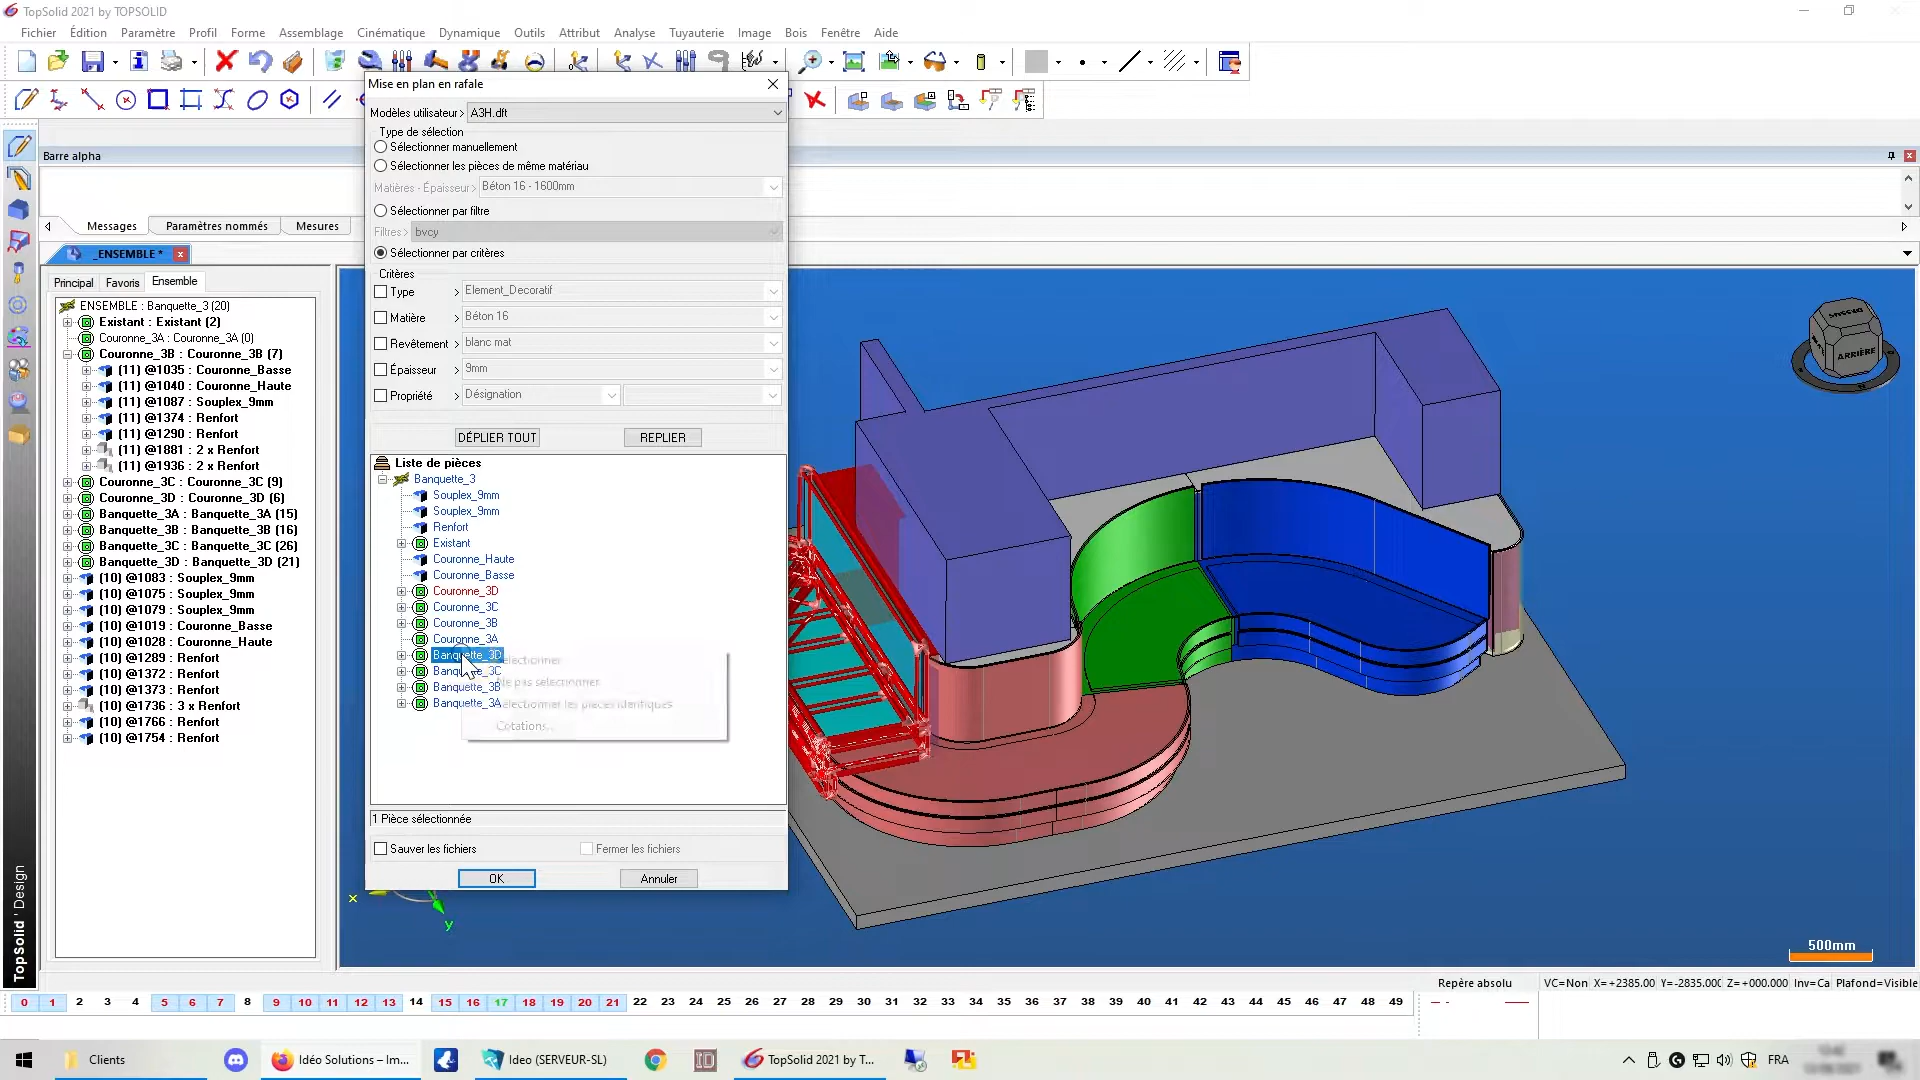 TopSolid 2021 by TOPSOLID
Fichier Édition Paramètre Profil Forme Assemblage Cinématique Dynamique Outils Attribut Analyse Tuyauterie Image Bois Fenêtre Aide
Mise en plan en rafale
Modèles utilisateur> A3H.dft
Type de sélection
Sélectionner manuellement
Sélectionner les pièces de même matériau
Matières - Épaisseur> Béton 16 - 1600mm
Sélectionner par filtre
Filtres> bvcy
Sélectionner par critères
Critères
Type > Element_Decoratif
Matière > Béton 16
Revêtement > blanc mat
Épaisseur > 9mm
Propriété > Désignation
DÉPLIER TOUT REPLIER
Liste de pièces
Banquette_3
Souplex_9mm
Souplex_9mm
Renfort
Existant
Couronne_Haute
Couronne_Basse
Couronne_3D
Couronne_3C
Couronne_3B
Couronne_3A
Banquette_3D
Banquette_3C
Banquette_3B
Banquette_3A
Sélectionner
Ne pas sélectionner
Sélectionner les pièces identiques
Cotations...
1 Pièce sélectionnée
Sauver les fichiers Fermer les fichiers
OK Annuler
Barre alpha
Messages Paramètres nommés Mesures
_ENSEMBLE *
Principal Favoris Ensemble
ENSEMBLE : Banquette_3 (20)
Existant : Existant (2)
Couronne_3A : Couronne_3A (0)
Couronne_3B : Couronne_3B (7)
(11) @1035 : Couronne_Basse
(11) @1040 : Couronne_Haute
(11) @1087 : Souplex_9mm
(11) @1374 : Renfort
(11) @1290 : Renfort
(11) @1881 : 2 x Renfort
(11) @1936 : 2 x Renfort
Couronne_3C : Couronne_3C (9)
Couronne_3D : Couronne_3D (6)
Banquette_3A : Banquette_3A (15)
Banquette_3B : Banquette_3B (16)
Banquette_3C : Banquette_3C (26)
Banquette_3D : Banquette_3D (21)
(10) @1083 : Souplex_9mm
(10) @1075 : Souplex_9mm
(10) @1079 : Souplex_9mm
(10) @1019 : Couronne_Basse
(10) @1028 : Couronne_Haute
(10) @1289 : Renfort
(10) @1372 : Renfort
(10) @1373 : Renfort
(10) @1736 : 3 x Renfort
(10) @1766 : Renfort
(10) @1754 : Renfort
TopSolid'Design
DESSUS
ARRIÈRE
x
y
500mm
Repère absolu VC=Non X=+2385.00 Y=-2835.000 Z=+000.000 Inv=Ca Plafond=Visible
0 1 2 3 4 5 6 7 8 9 10 11 12 13 14 15 16 17 18 19 20 21 22 23 24 25 26 27 28 29 30 31 32 33 34 35 36 37 38 39 40 41 42 43 44 45 46 47 48 49
Clients
Idéo Solutions – Im...
Ideo (SERVEUR-SL)
TopSolid 2021 by T...
FRA